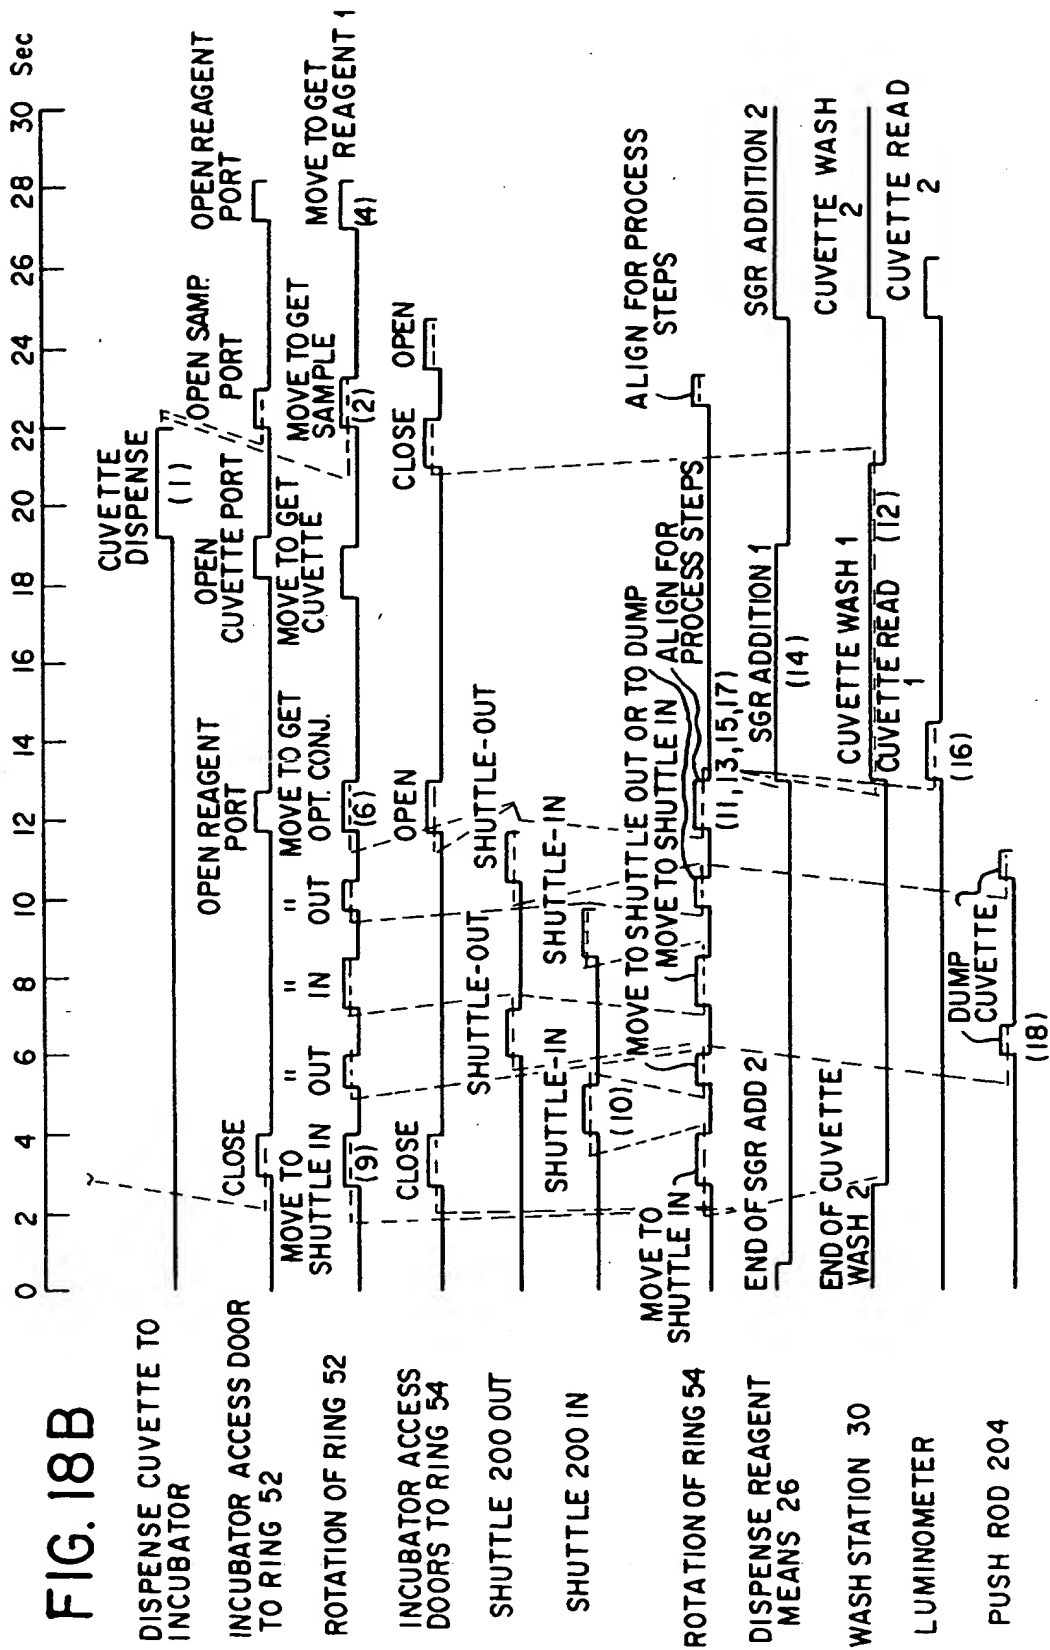 FIG. 18B
0 2 4 6 8 10 12 14 16 18 20 22 24 26 28 30 Sec
DISPENSE CUVETTE TO
INCUBATOR
CUVETTE
DISPENSE
(1)
INCUBATOR ACCESS DOOR
TO RING 52
CLOSE
OPEN REAGENT
PORT
OPEN
CUVETTE PORT
OPEN SAMP.
PORT
OPEN REAGENT
PORT
ROTATION OF RING 52
MOVE TO
SHUTTLE IN
(9)
"
OUT
"
IN
"
OUT
MOVE TO GET
OPT. CONJ.
(6)
MOVE TO GET
CUVETTE
MOVE TO GET
SAMPLE
(2)
MOVE TO GET
REAGENT 1
(4)
INCUBATOR ACCESS
DOORS TO RING 54
CLOSE
OPEN
CLOSE
OPEN
SHUTTLE 200 OUT
SHUTTLE-OUT
SHUTTLE-OUT
SHUTTLE 200 IN
SHUTTLE-IN
(10)
SHUTTLE-IN
ROTATION OF RING 54
MOVE TO
SHUTTLE IN
MOVE TO SHUTTLE OUT OR TO DUMP
MOVE TO SHUTTLE IN
ALIGN FOR
PROCESS STEPS
(11,13,15,17)
ALIGN FOR PROCESS
STEPS
DISPENSE REAGENT
MEANS 26
END OF SGR ADD 2
SGR ADDITION 1
(14)
SGR ADDITION 2
WASH STATION 30
END OF CUVETTE
WASH 2
CUVETTE WASH 1
(12)
CUVETTE WASH
2
LUMINOMETER
CUVETTE READ
1
(16)
CUVETTE READ
2
PUSH ROD 204
DUMP
CUVETTE
(18)